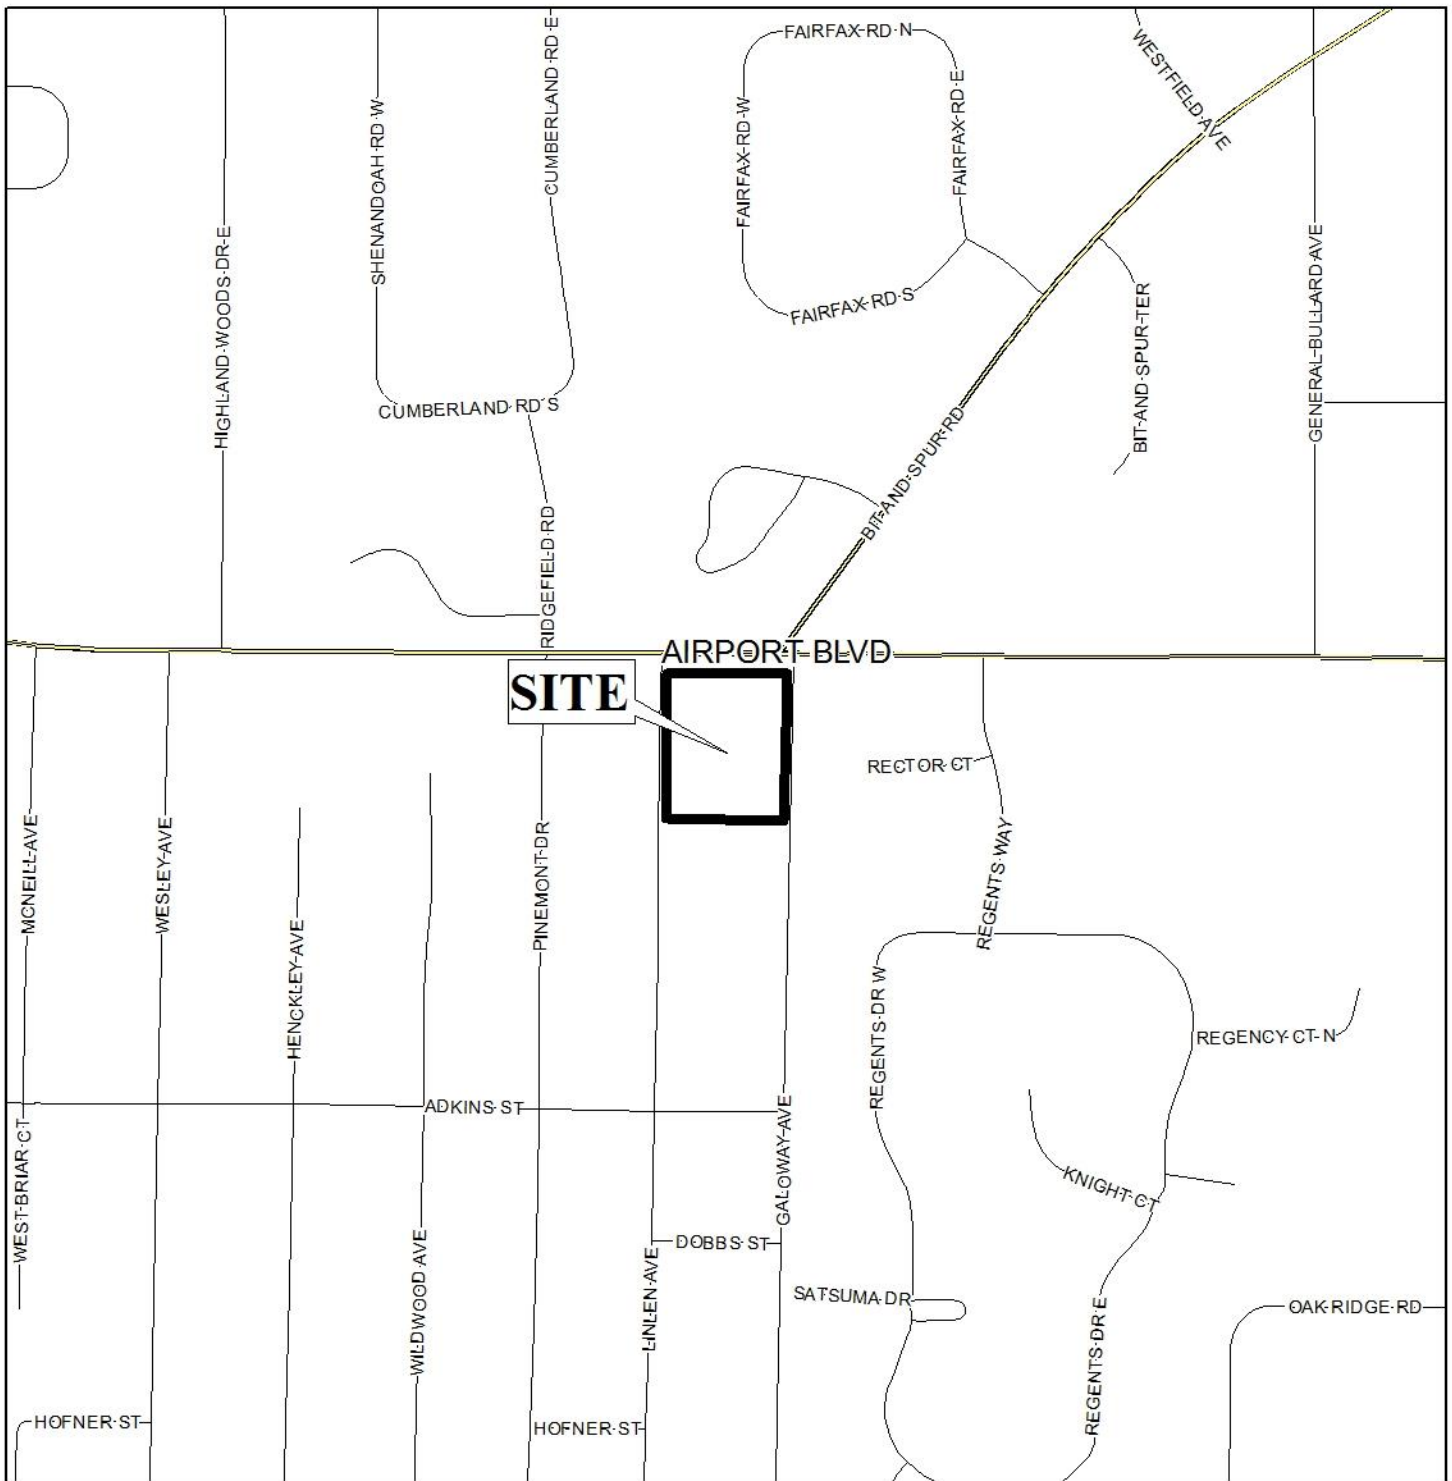 FAIRFAX RD N
CUMBERLAND RD E
WESTFIELD AVE
SHENANDOAH RD W
FAIRFAX RD W
FAIRFAX RD E
HIGHLAND WOODS DR E
FAIRFAX RD S
BIT AND SPUR TER
GENERAL BULLARD AVE
CUMBERLAND RD S
BIT AND SPUR RD
RIDGEFIELD RD
AIRPORT BLVD
SITE
RECTOR CT
MCNEILL AVE
WESLEY AVE
PINEMONT DR
REGENTS WAY
HENCKLEY AVE
REGENTS DR W
REGENCY CT N
ADKINS ST
GALOWAY AVE
WEST BRIAR CT
KNIGHT CT
DOBBS ST
WILDWOOD AVE
LINLEN AVE
SATSUMA DR
OAK RIDGE RD
REGENTS DR E
HOFNER ST
HOFNER ST